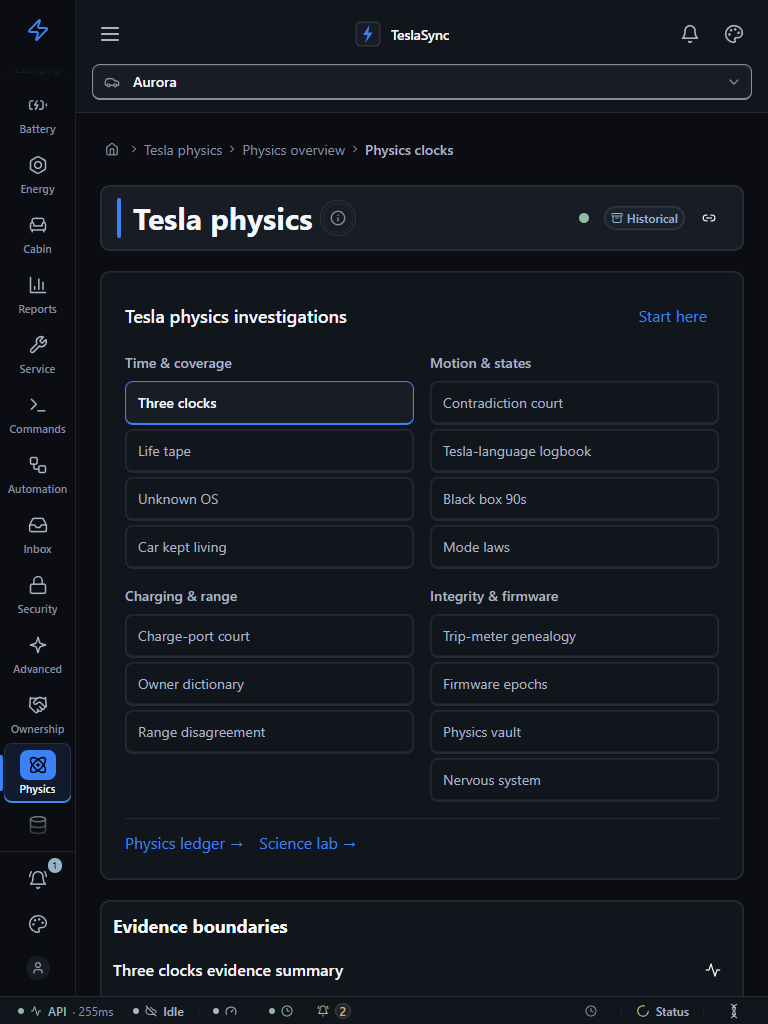 TeslaSync
Aurora
Charging
Battery
Energy
Cabin
Reports
Service
Commands
Automation
Inbox
Security
Advanced
Ownership
Physics
1
Tesla physics > Physics overview > Physics clocks
Tesla physics
Historical
Tesla physics investigations
Start here
Time & coverage
Three clocks
Life tape
Unknown OS
Car kept living
Motion & states
Contradiction court
Tesla-language logbook
Black box 90s
Mode laws
Charging & range
Charge-port court
Owner dictionary
Range disagreement
Integrity & firmware
Trip-meter genealogy
Firmware epochs
Physics vault
Nervous system
Physics ledger →
Science lab →
Evidence boundaries
Three clocks evidence summary
API · 255ms
Idle
2
Status